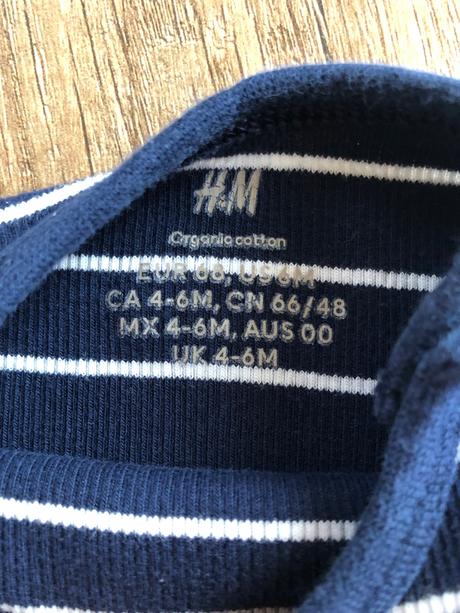 H&M
Organic cotton
EUR 68, US 6M
CA 4-6M, CN 66/48
MX 4-6M, AUS 00
UK 4-6M